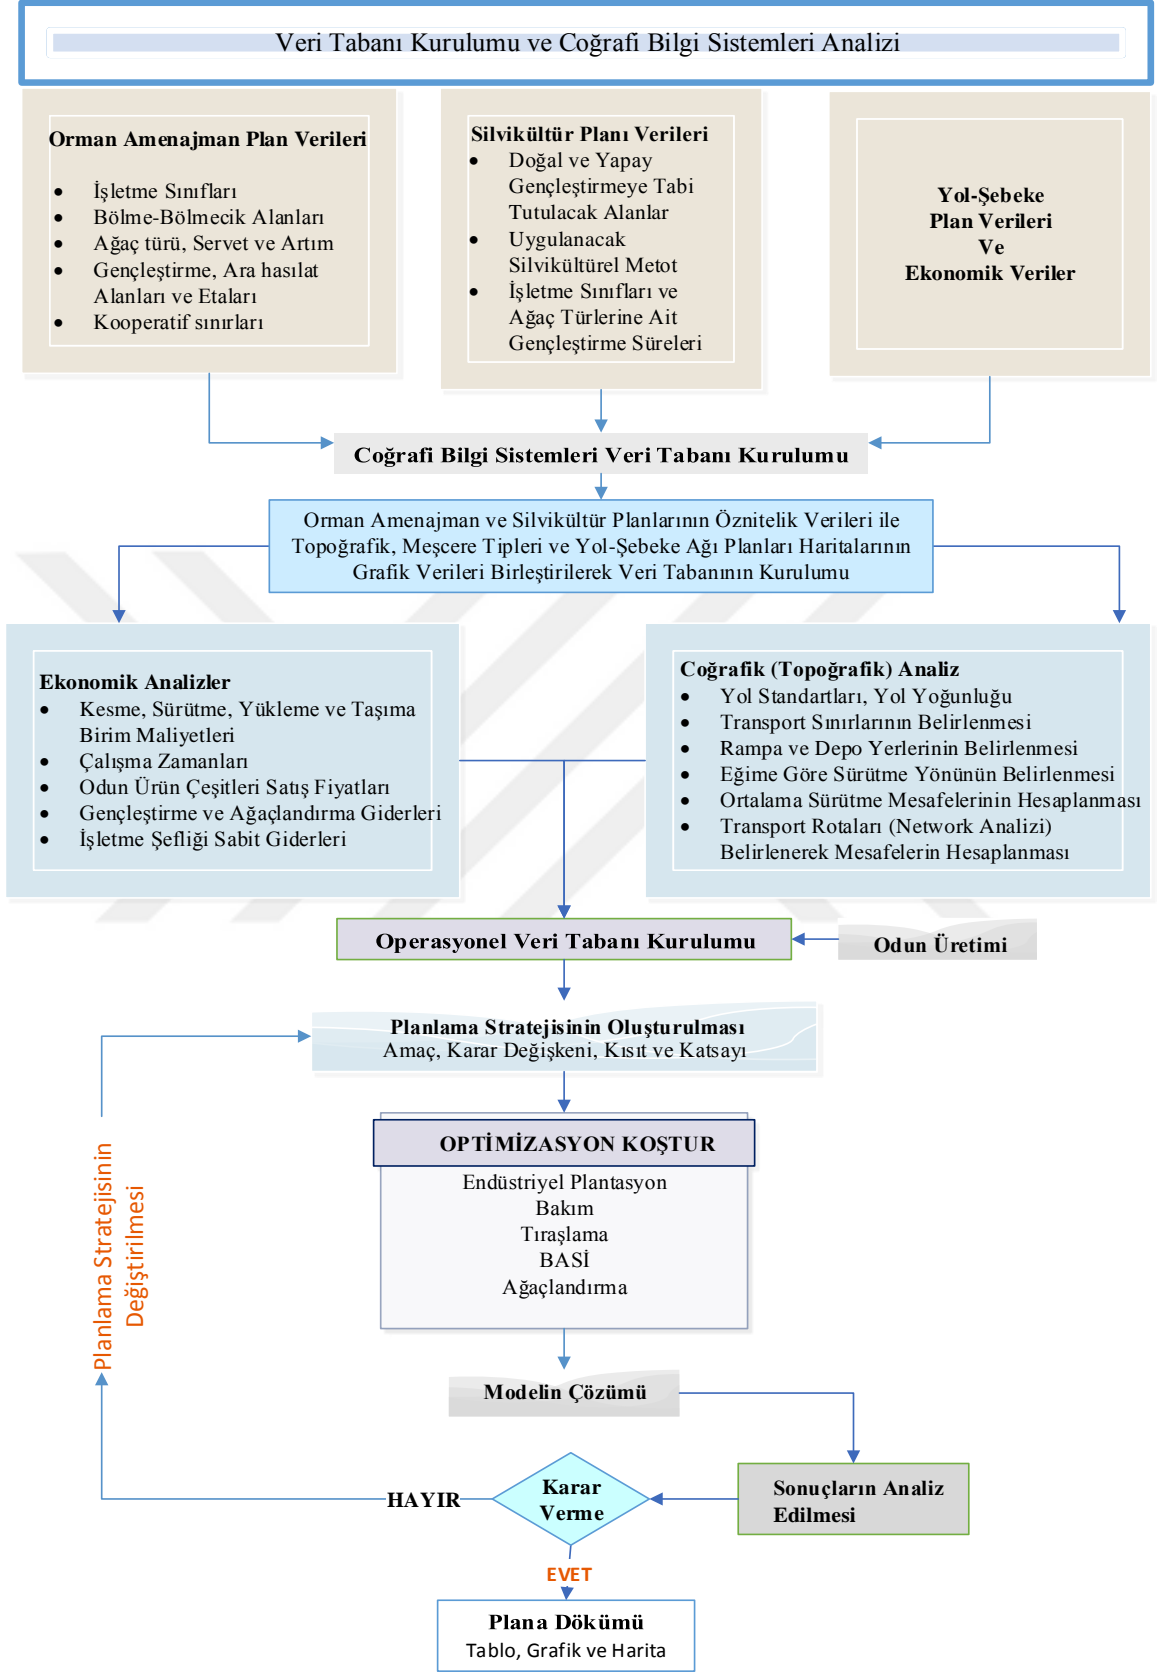 Veri Tabanı Kurulumu ve Coğrafi Bilgi Sistemleri Analizi
Orman Amenajman Plan Verileri
• İşletme Sınıfları
• Bölme-Bölmecik Alanları
• Ağaç türü, Servet ve Artım
• Gençleştirme, Ara hasılat
Alanları ve Etaları
• Kooperatif sınırları
Silvikültür Planı Verileri
• Doğal ve Yapay
Gençleştirmeye Tabi
Tutulacak Alanlar
• Uygulanacak
Silvikültürel Metot
• İşletme Sınıfları ve
Ağaç Türlerine Ait
Gençleştirme Süreleri
Yol-Şebeke
Plan Verileri
Ve
Ekonomik Veriler
Coğrafi Bilgi Sistemleri Veri Tabanı Kurulumu
Orman Amenajman ve Silvikültür Planlarının Öznitelik Verileri ile
Topoğrafik, Meşcere Tipleri ve Yol-Şebeke Ağı Planları Haritalarının
Grafik Verileri Birleştirilerek Veri Tabanının Kurulumu
Ekonomik Analizler
• Kesme, Sürütme, Yükleme ve Taşıma
Birim Maliyetleri
• Çalışma Zamanları
• Odun Ürün Çeşitleri Satış Fiyatları
• Gençleştirme ve Ağaçlandırma Giderleri
• İşletme Şefliği Sabit Giderleri
Coğrafik (Topoğrafik) Analiz
• Yol Standartları, Yol Yoğunluğu
• Transport Sınırlarının Belirlenmesi
• Rampa ve Depo Yerlerinin Belirlenmesi
• Eğime Göre Sürütme Yönünün Belirlenmesi
• Ortalama Sürütme Mesafelerinin Hesaplanması
• Transport Rotaları (Network Analizi)
Belirlenerek Mesafelerin Hesaplanması
Operasyonel Veri Tabanı Kurulumu
Odun Üretimi
Planlama Stratejisinin Oluşturulması
Amaç, Karar Değişkeni, Kısıt ve Katsayı
OPTİMİZASYON KOŞTUR
Endüstriyel Plantasyon
Bakım
Tıraşlama
BASİ
Ağaçlandırma
Planlama Stratejisinin
Değiştirilmesi
Modelin Çözümü
Sonuçların Analiz
Edilmesi
Karar
Verme
HAYIR
EVET
Plana Dökümü
Tablo, Grafik ve Harita